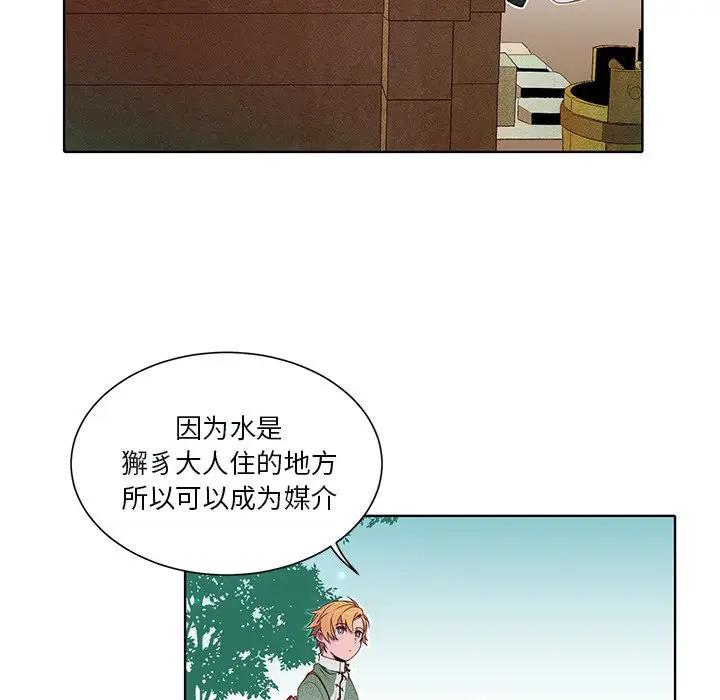 因为水是
獬豸大人住的地方
所以可以成为媒介